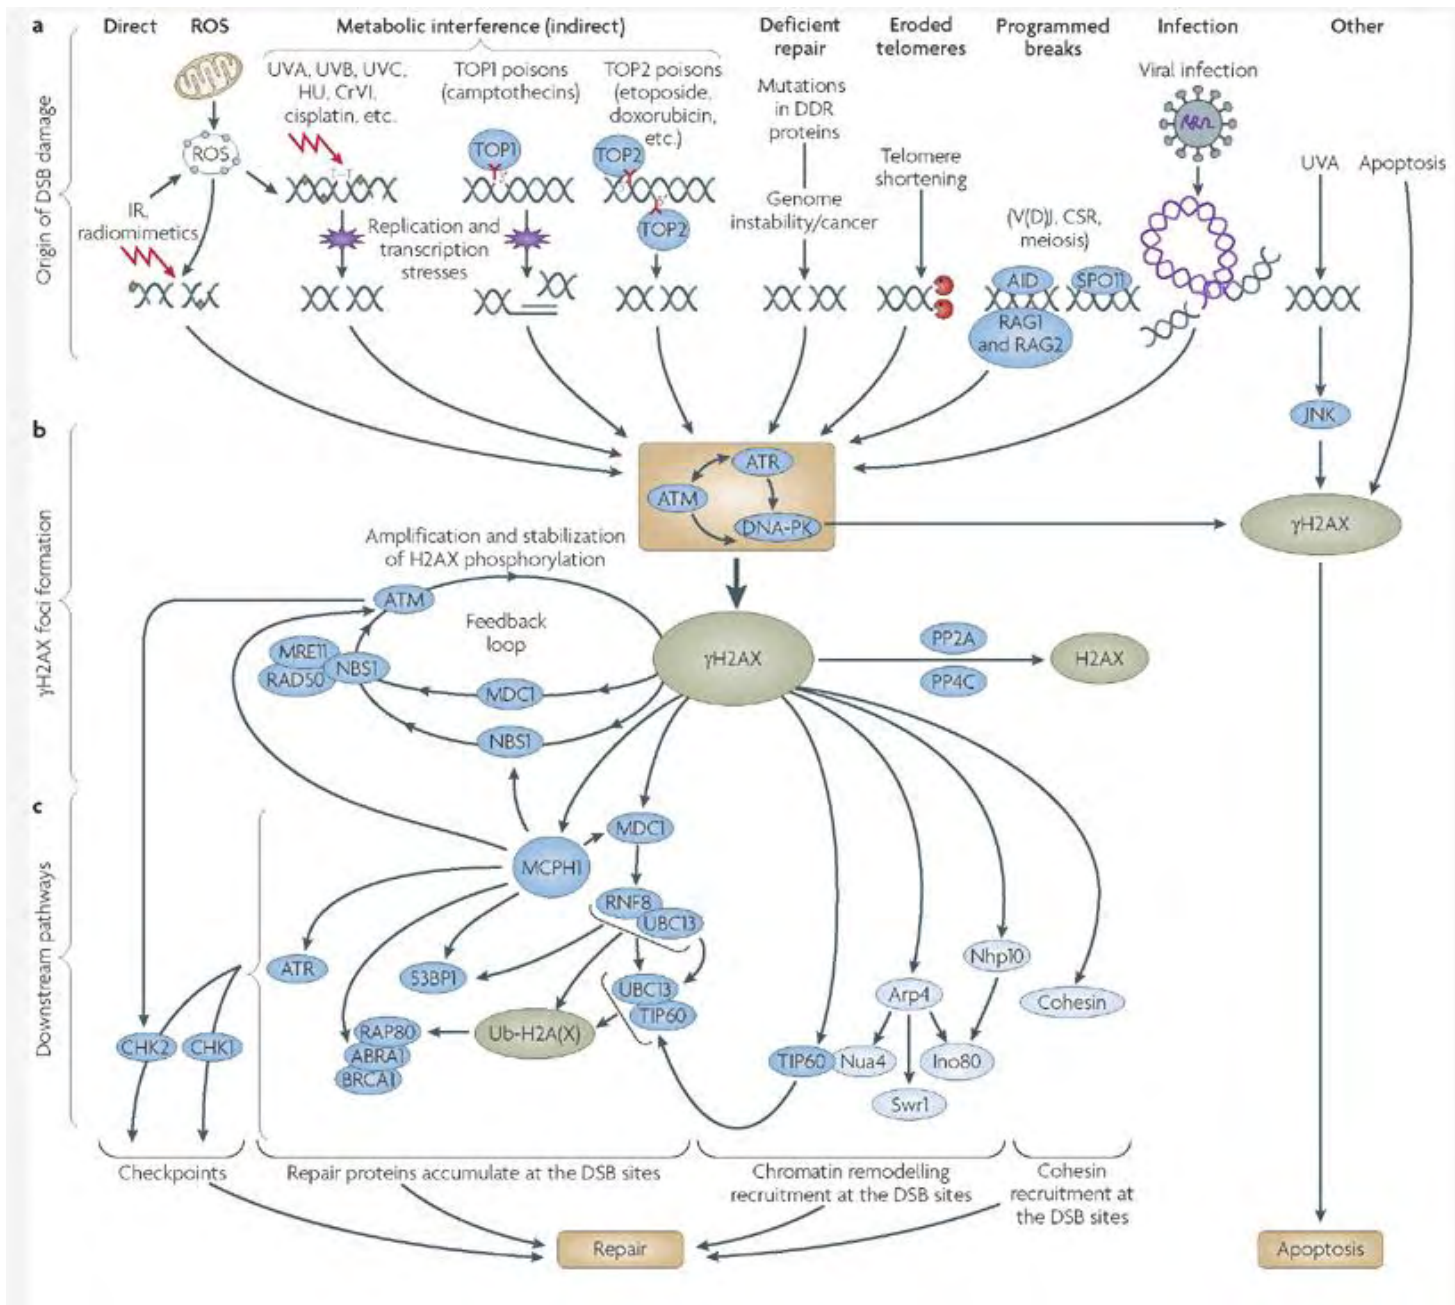 a
Direct
ROS
Metabolic interference (indirect)
Deficient
repair
Eroded
telomeres
Programmed
breaks
Infection
Other
UVA, UVB, UVC,
HU, CrVI,
cisplatin, etc.
TOP1 poisons
(camptothecins)
TOP2 poisons
(etoposide,
doxorubicin,
etc.)
Mutations
in DDR
proteins
Viral infection
ROS
T–T
TOP1
TOP2
TOP2
Telomere
shortening
UVA
Apoptosis
IR,
radiomimetics
Replication and
transcription
stresses
Genome
instability/cancer
(V(D)J, CSR,
meiosis)
AID
SPO11
RAG1
and RAG2
Origin of DSB damage
JNK
b
ATR
ATM
DNA-PK
γH2AX
Amplification and stabilization
of H2AX phosphorylation
ATM
Feedback
loop
MRE11
RAD50
NBS1
MDC1
NBS1
γH2AX
PP2A
PP4C
H2AX
γH2AX foci formation
c
MDC1
MCPH1
RNF8
UBC13
ATR
53BP1
UBC13
TIP60
Nhp10
Arp4
Cohesin
CHK2
CHK1
RAP80
ABRA1
BRCA1
Ub-H2A(X)
TIP60
Nua4
Ino80
Swr1
Downstream pathways
Checkpoints
Repair proteins accumulate at the DSB sites
Chromatin remodelling
recruitment at the DSB sites
Cohesin
recruitment at
the DSB sites
Repair
Apoptosis